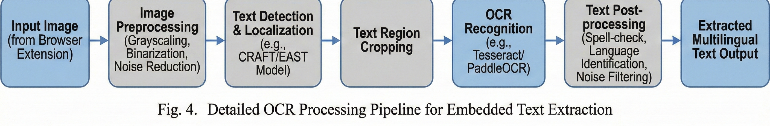 Input Image
(from Browser
Extension)
Image
Preprocessing
(Grayscaling,
Binarization,
Noise Reduction)
Text Detection
& Localization
(e.g.,
CRAFT/EAST
Model)
Text Region
Cropping
OCR
Recognition
(e.g.,
Tesseract/
PaddleOCR)
Text Post-
processing
(Spell-check,
Language
Identification,
Noise Filtering)
Extracted
Multilingual
Text Output
Fig. 4. Detailed OCR Processing Pipeline for Embedded Text Extraction